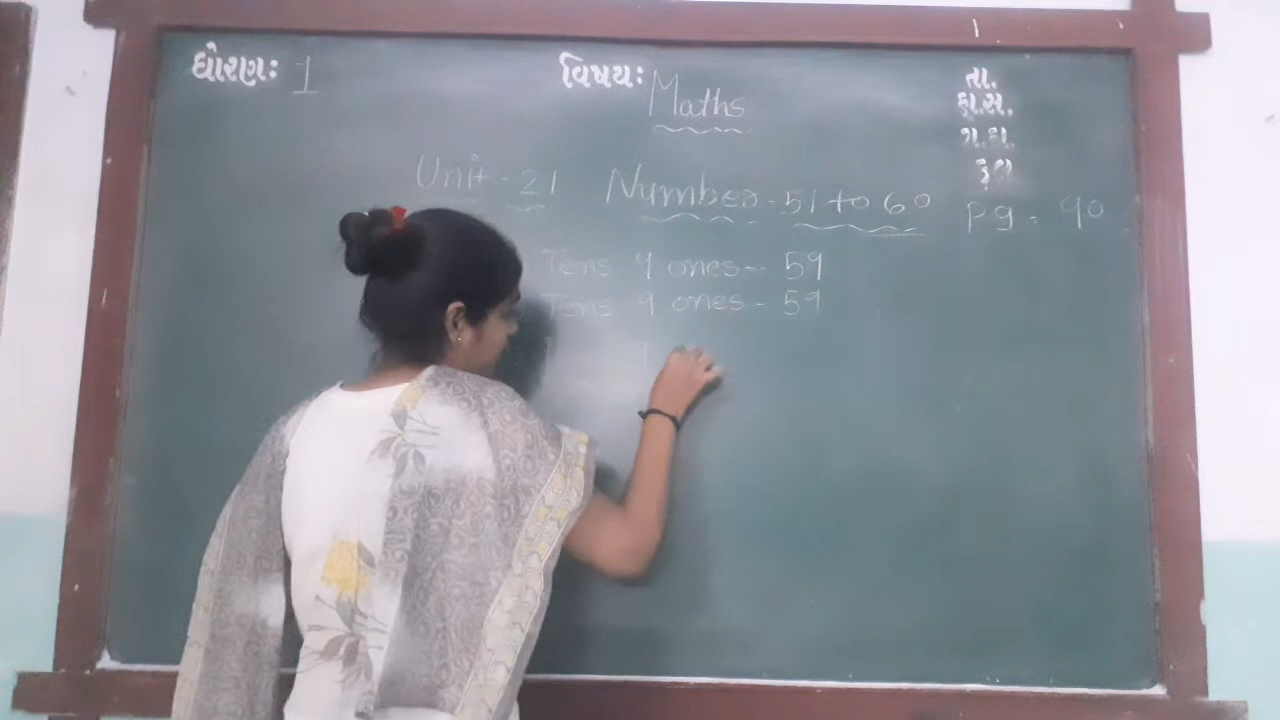 ધોરણ: 1
વિષય: Maths
તા.
હા.સ.
ગ.હા.
કુલ
Unit - 21 Number - 51 to 60
pg. 90
Tens 9 ones - 59
Tens 9 ones - 59